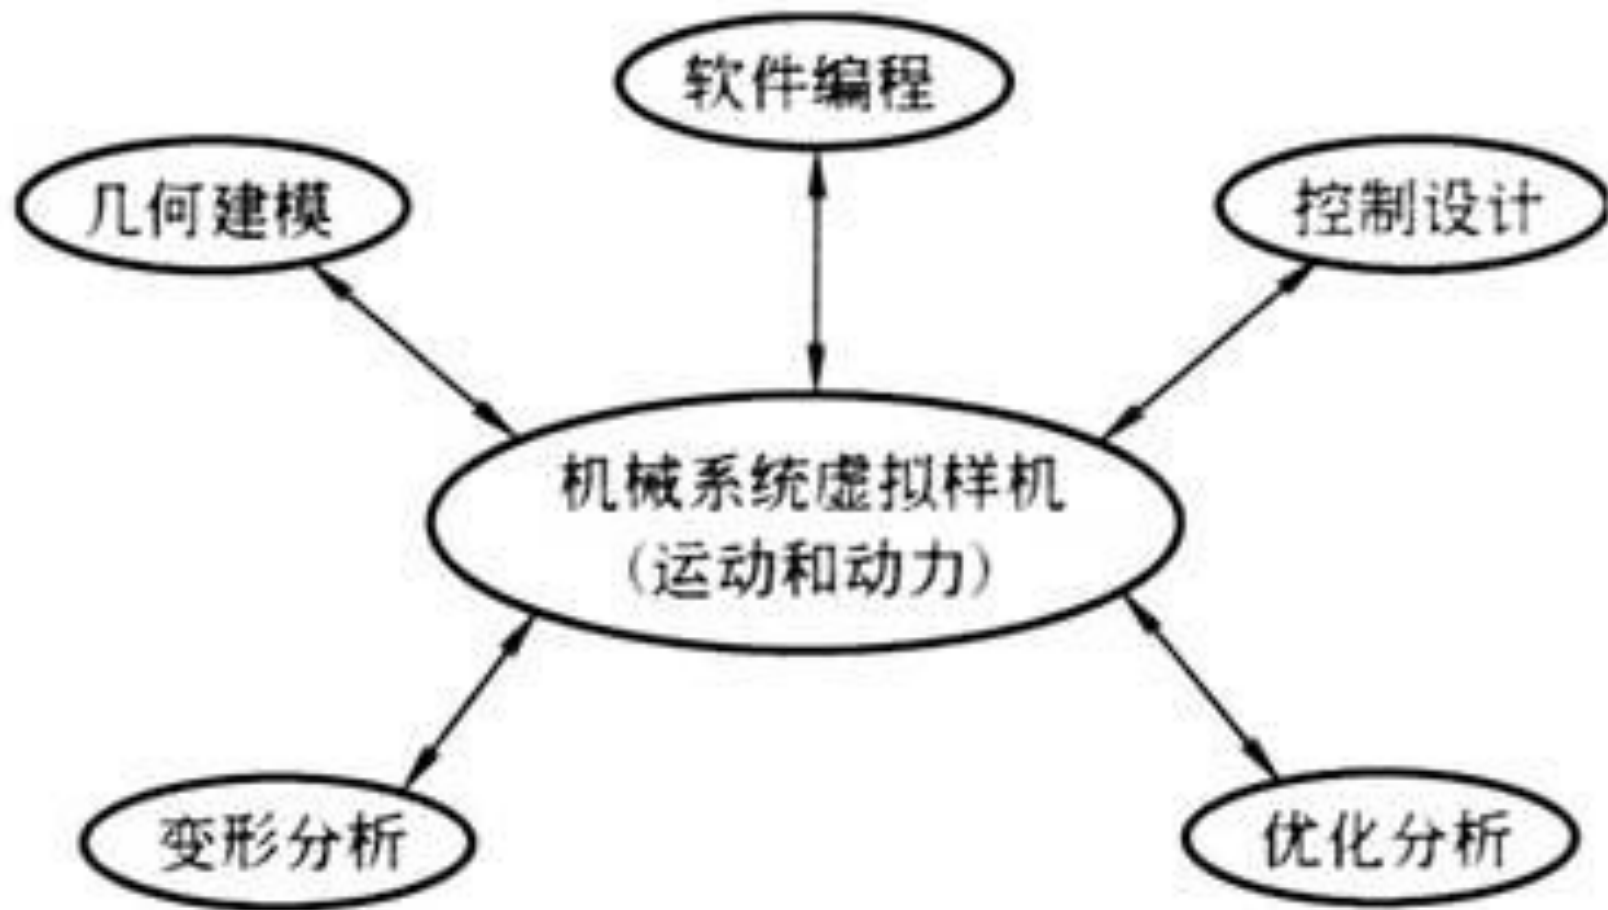 软件编程
几何建模
控制设计
机械系统虚拟样机
(运动和动力)
变形分析
优化分析